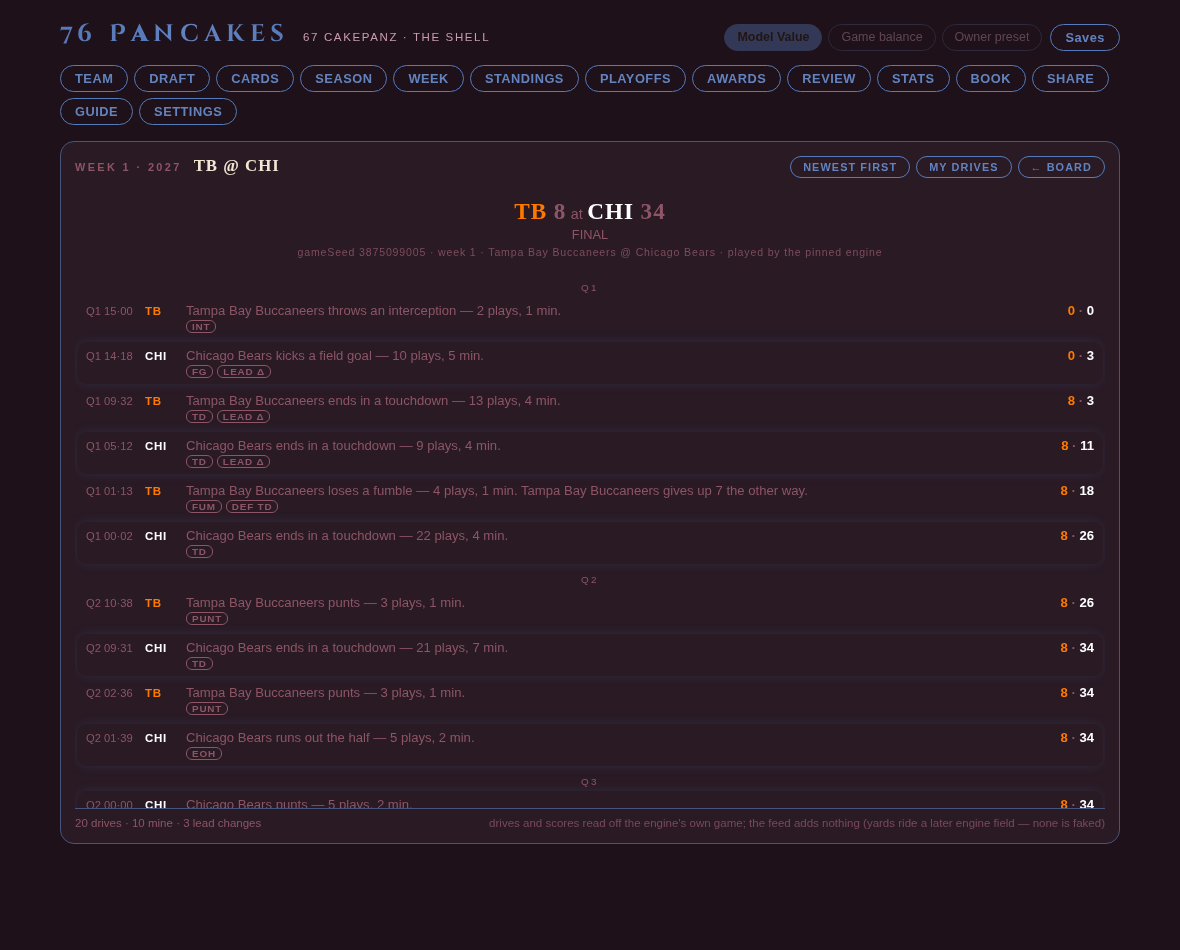 76 PANCAKES 67 CAKEPANZ · THE SHELL Model Value Game balance Owner preset Saves
TEAM DRAFT CARDS SEASON WEEK STANDINGS PLAYOFFS AWARDS REVIEW STATS BOOK SHARE
GUIDE SETTINGS
WEEK 1 · 2027 TB @ CHI NEWEST FIRST MY DRIVES ← BOARD
TB 8 at CHI 34
FINAL
gameSeed 3875099005 · week 1 · Tampa Bay Buccaneers @ Chicago Bears · played by the pinned engine
Q1
Q1 15·00 TB Tampa Bay Buccaneers throws an interception — 2 plays, 1 min. 0 · 0
INT
Q1 14·18 CHI Chicago Bears kicks a field goal — 10 plays, 5 min. 0 · 3
FG LEAD Δ
Q1 09·32 TB Tampa Bay Buccaneers ends in a touchdown — 13 plays, 4 min. 8 · 3
TD LEAD Δ
Q1 05·12 CHI Chicago Bears ends in a touchdown — 9 plays, 4 min. 8 · 11
TD LEAD Δ
Q1 01·13 TB Tampa Bay Buccaneers loses a fumble — 4 plays, 1 min. Tampa Bay Buccaneers gives up 7 the other way. 8 · 18
FUM DEF TD
Q1 00·02 CHI Chicago Bears ends in a touchdown — 22 plays, 4 min. 8 · 26
TD
Q2
Q2 10·38 TB Tampa Bay Buccaneers punts — 3 plays, 1 min. 8 · 26
PUNT
Q2 09·31 CHI Chicago Bears ends in a touchdown — 21 plays, 7 min. 8 · 34
TD
Q2 02·36 TB Tampa Bay Buccaneers punts — 3 plays, 1 min. 8 · 34
PUNT
Q2 01·39 CHI Chicago Bears runs out the half — 5 plays, 2 min. 8 · 34
EOH
Q3
Q2 00·00 CHI Chicago Bears punts — 5 plays, 2 min. 8 · 34
20 drives · 10 mine · 3 lead changes drives and scores read off the engine's own game; the feed adds nothing (yards ride a later engine field — none is faked)